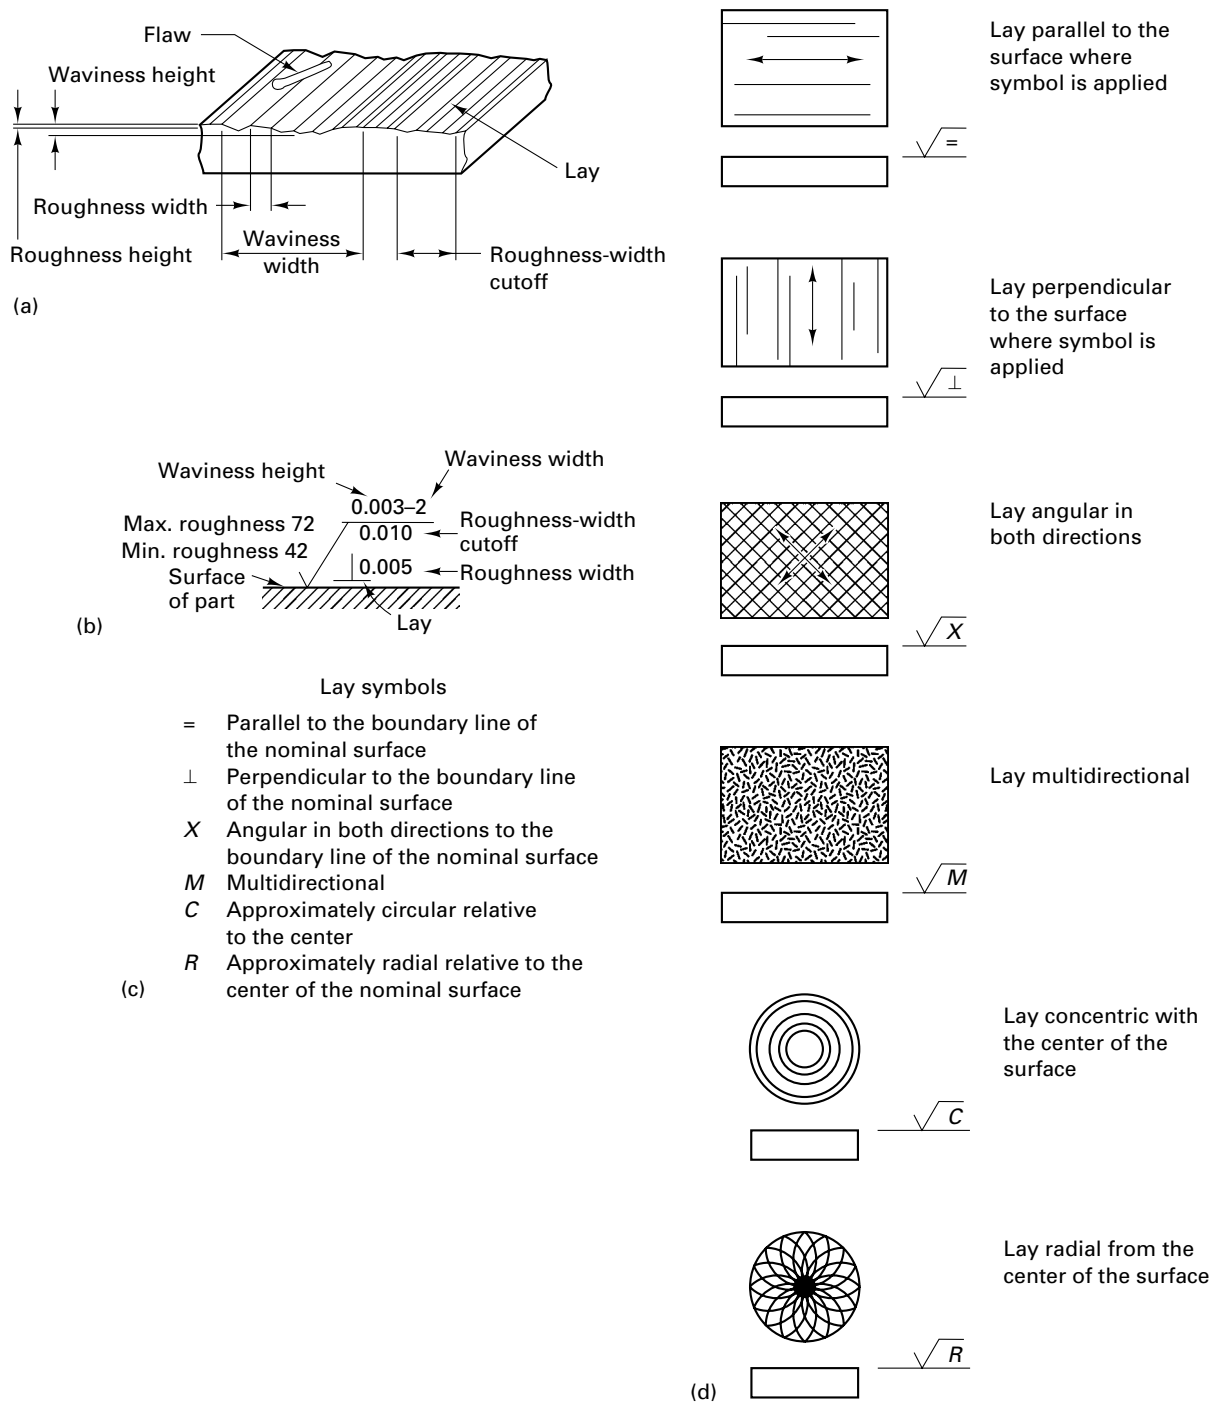 Flaw
Waviness height
Lay
Roughness width
Roughness height
Waviness
width
Roughness-width
cutoff
(a)
Waviness height
Waviness width
0.003–2
Max. roughness 72
Min. roughness 42
0.010
Roughness-width
cutoff
0.005
Roughness width
Surface
of part
Lay
(b)
Lay symbols
= Parallel to the boundary line of
the nominal surface
⊥ Perpendicular to the boundary line
of the nominal surface
X Angular in both directions to the
boundary line of the nominal surface
M Multidirectional
C Approximately circular relative
to the center
R Approximately radial relative to the
center of the nominal surface
(c)
Lay parallel to the
surface where
symbol is applied
=
Lay perpendicular
to the surface
where symbol is
applied
⊥
Lay angular in
both directions
X
Lay multidirectional
M
Lay concentric with
the center of the
surface
C
Lay radial from the
center of the surface
R
(d)